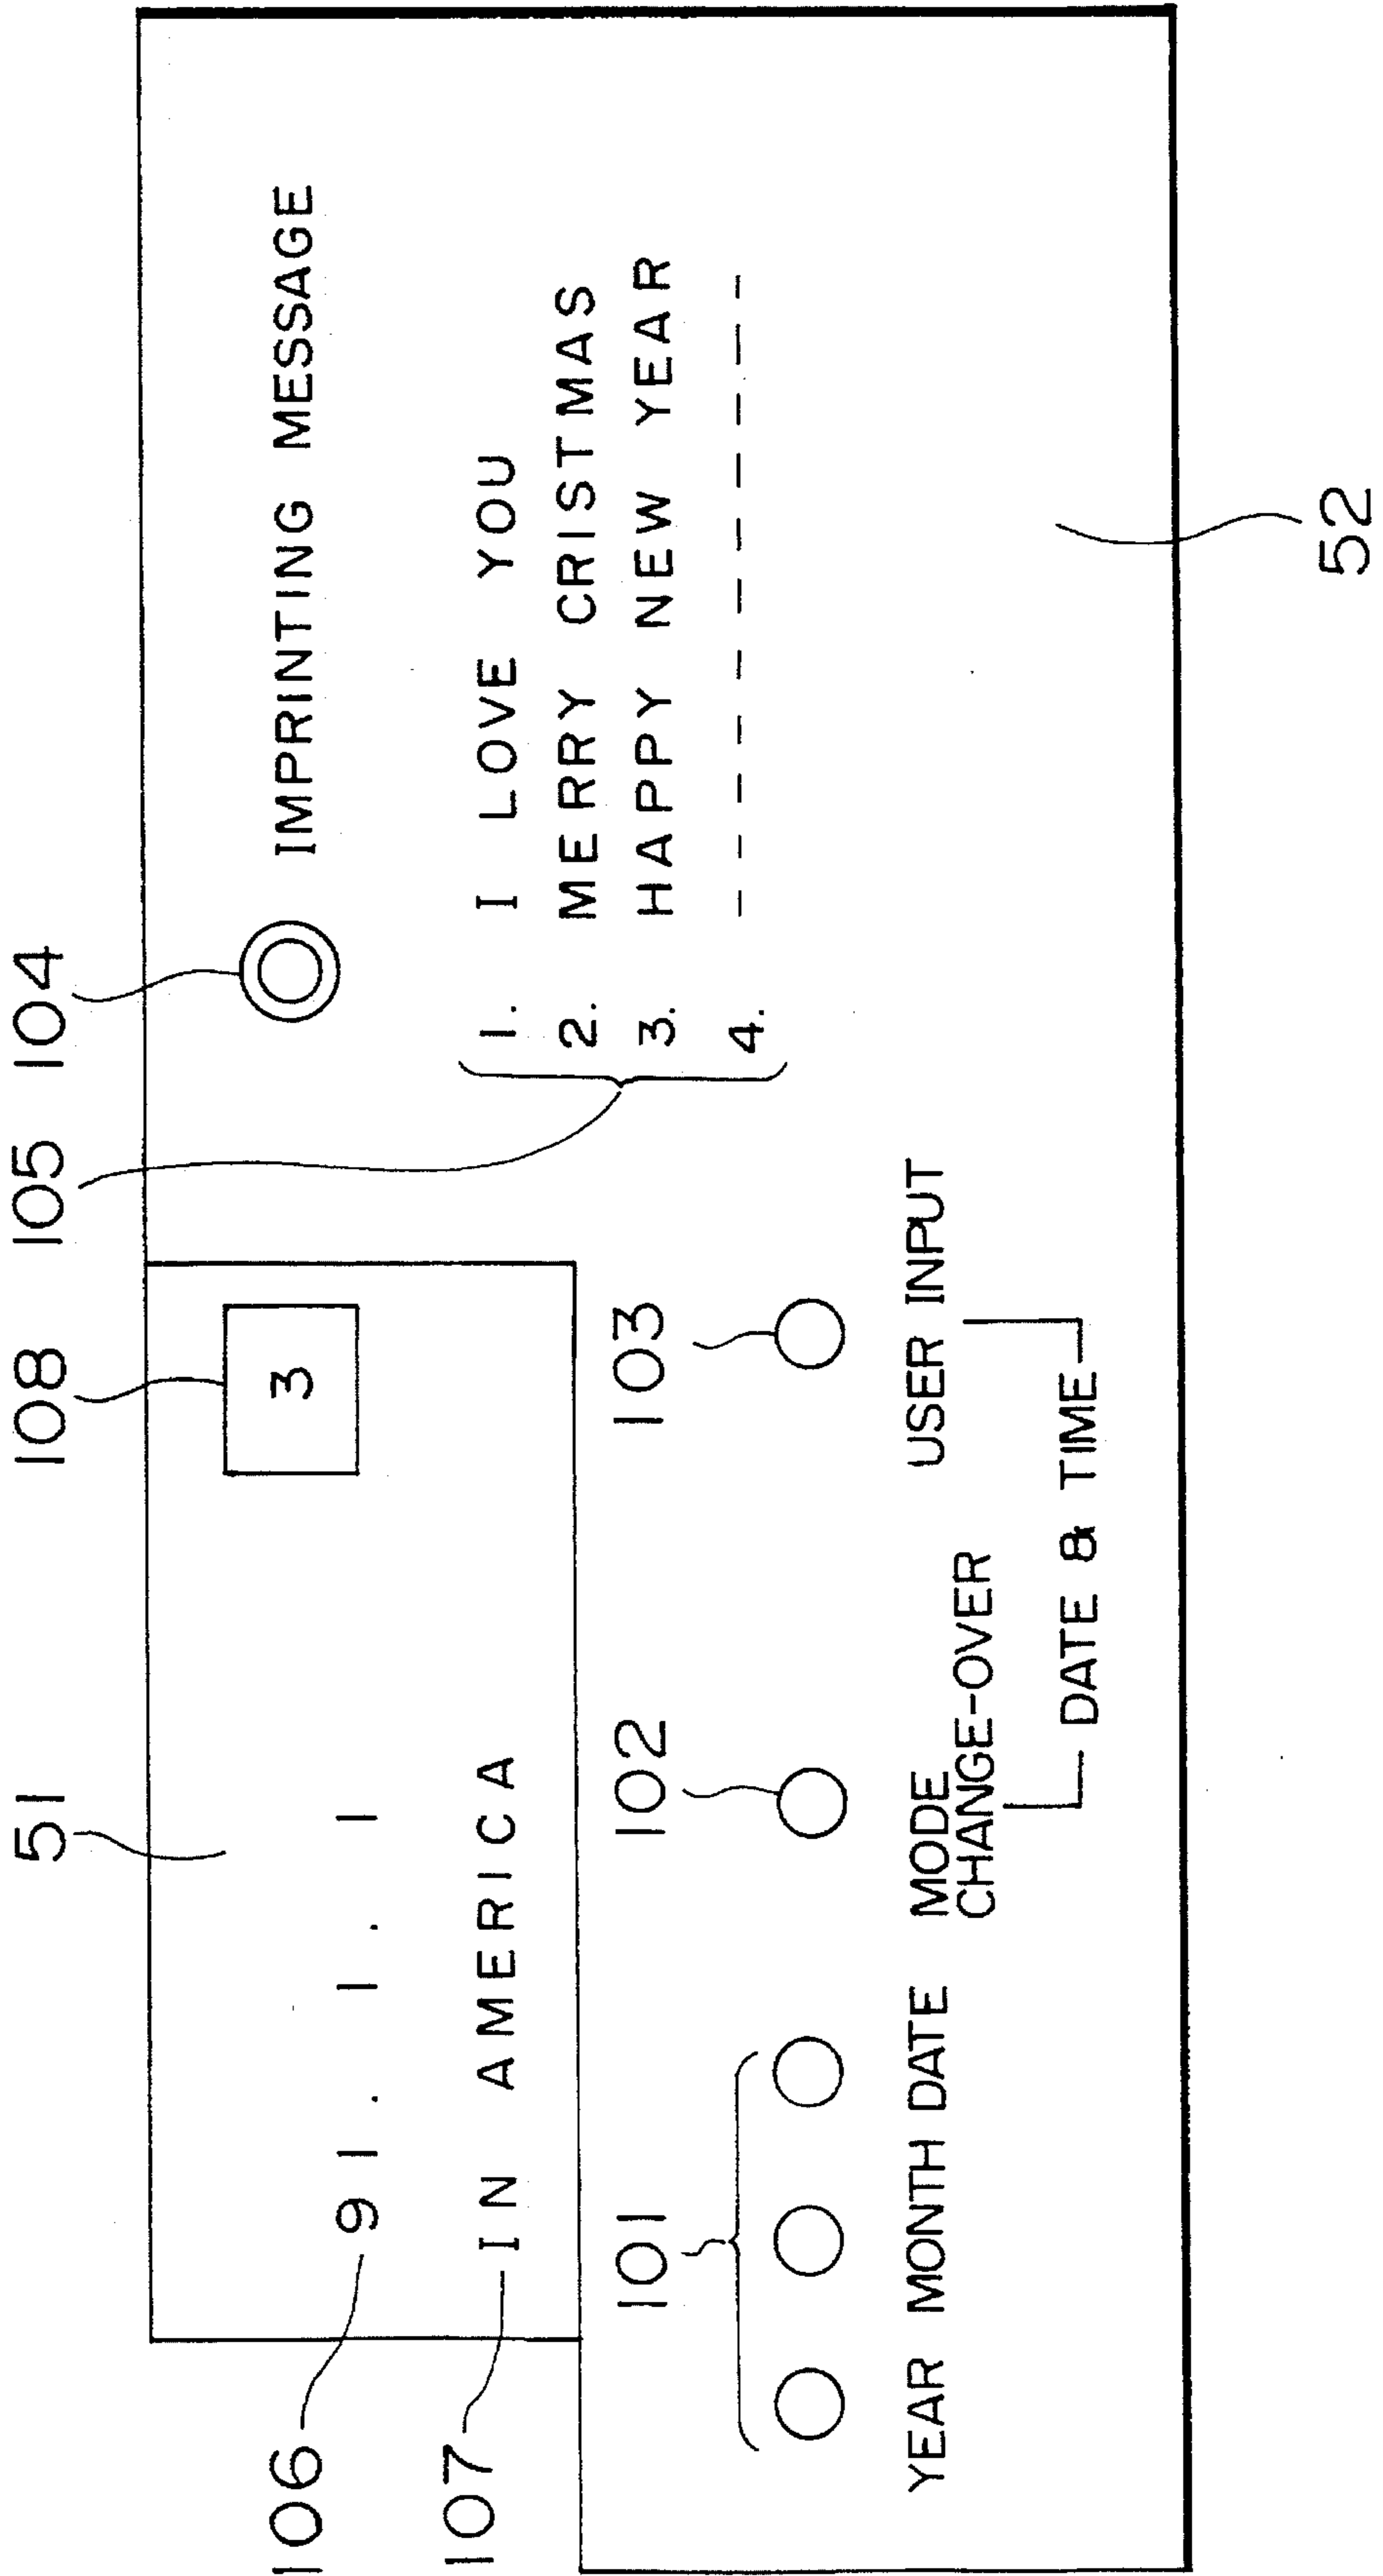 51
108
105
104
106
91. 1. 1
3
107
IN AMERICA
IMPRINTING MESSAGE
1. I LOVE YOU
2. MERRY CRISTMAS
3. HAPPY NEW YEAR
4. ----------
101
102
103
YEAR MONTH DATE
MODE
CHANGE-OVER
USER INPUT
DATE & TIME
52